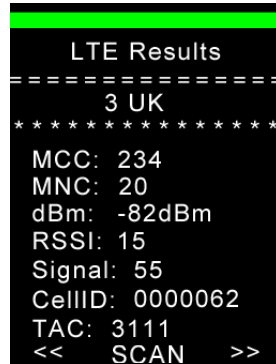 LTE Results
===============
3 UK
***************
MCC: 234
MNC: 20
dBm: -82dBm
RSSI: 15
Signal: 55
CellID: 0000062
TAC: 3111
<< SCAN >>